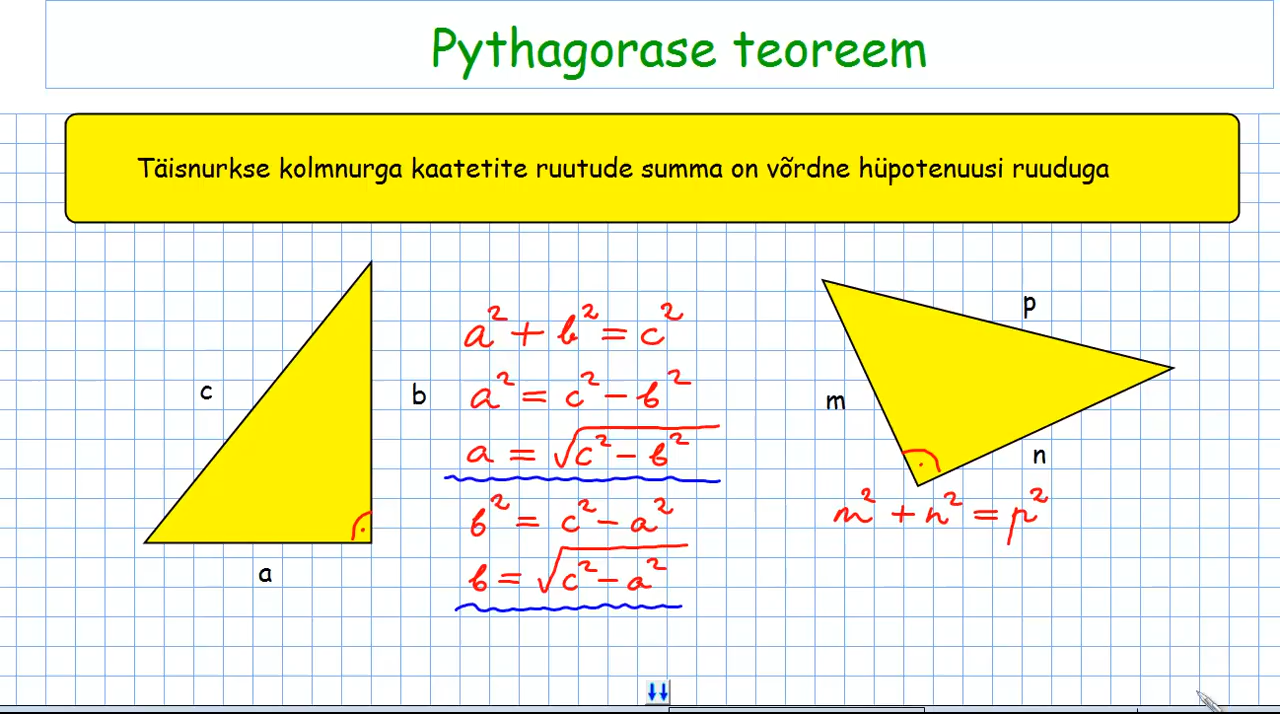 Pythagorase teoreem
Täisnurkse kolmnurga kaatetite ruutude summa on võrdne hüpotenuusi ruuduga
c
b
a
a² + b² = c²
a² = c² − b²
a = √(c² − b²)
b² = c² − a²
b = √(c² − a²)
p
m
n
m² + n² = p²